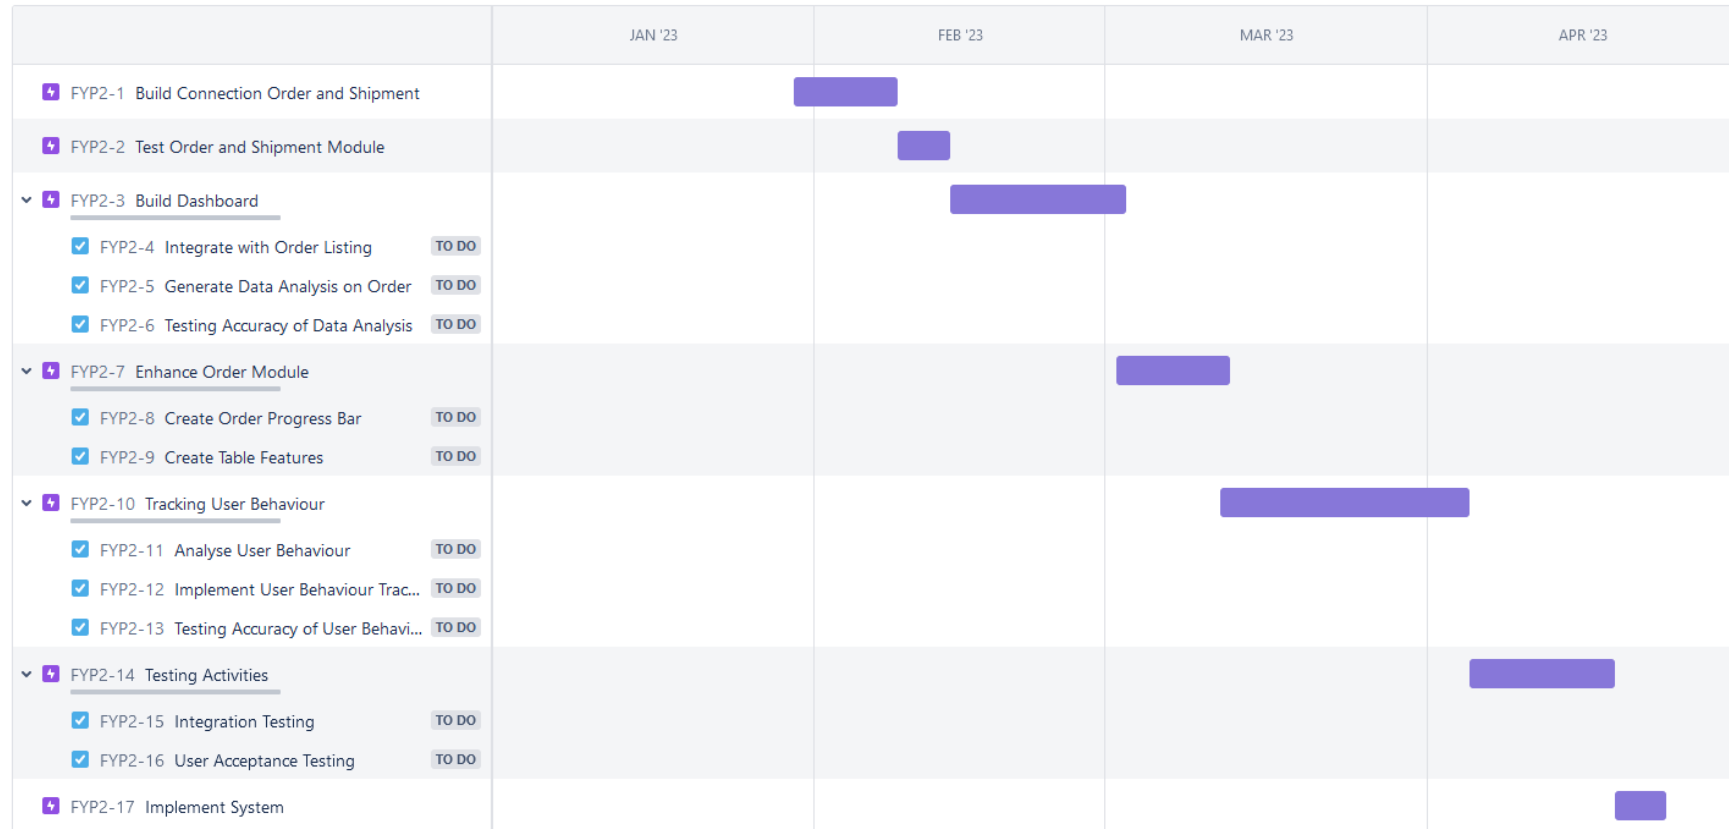 JAN '23 FEB '23 MAR '23 APR '23
FYP2-1 Build Connection Order and Shipment
FYP2-2 Test Order and Shipment Module
FYP2-3 Build Dashboard
FYP2-4 Integrate with Order Listing TO DO
FYP2-5 Generate Data Analysis on Order TO DO
FYP2-6 Testing Accuracy of Data Analysis TO DO
FYP2-7 Enhance Order Module
FYP2-8 Create Order Progress Bar TO DO
FYP2-9 Create Table Features TO DO
FYP2-10 Tracking User Behaviour
FYP2-11 Analyse User Behaviour TO DO
FYP2-12 Implement User Behaviour Trac... TO DO
FYP2-13 Testing Accuracy of User Behavi... TO DO
FYP2-14 Testing Activities
FYP2-15 Integration Testing TO DO
FYP2-16 User Acceptance Testing TO DO
FYP2-17 Implement System